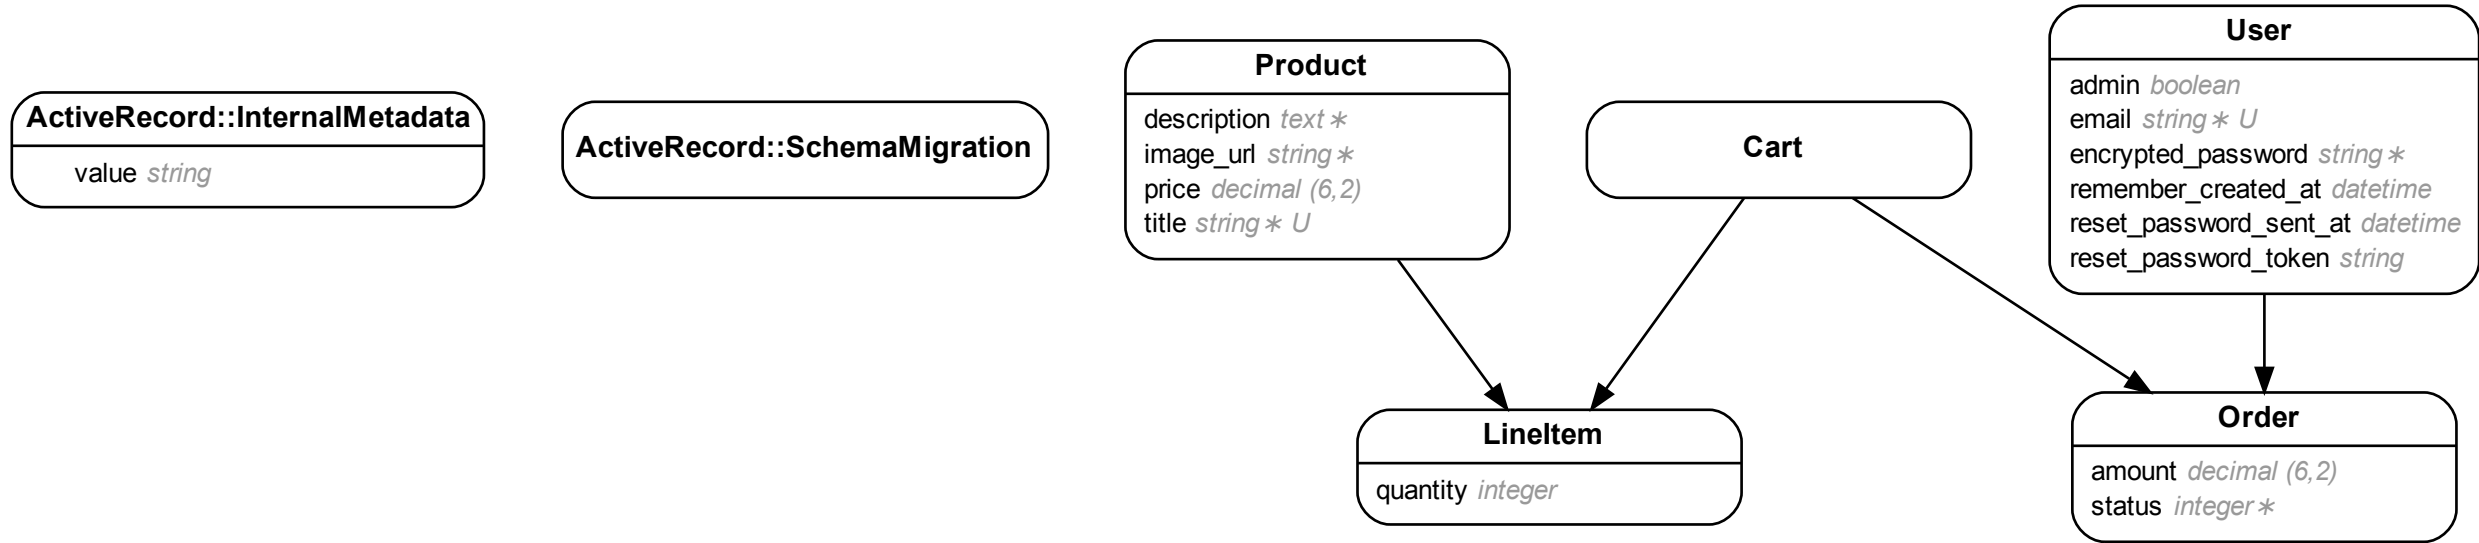 ActiveRecord::InternalMetadata
value string
ActiveRecord::SchemaMigration
Product
description text ∗
image_url string ∗
price decimal (6,2)
title string ∗ U
Cart
User
admin boolean
email string ∗ U
encrypted_password string ∗
remember_created_at datetime
reset_password_sent_at datetime
reset_password_token string
LineItem
quantity integer
Order
amount decimal (6,2)
status integer ∗